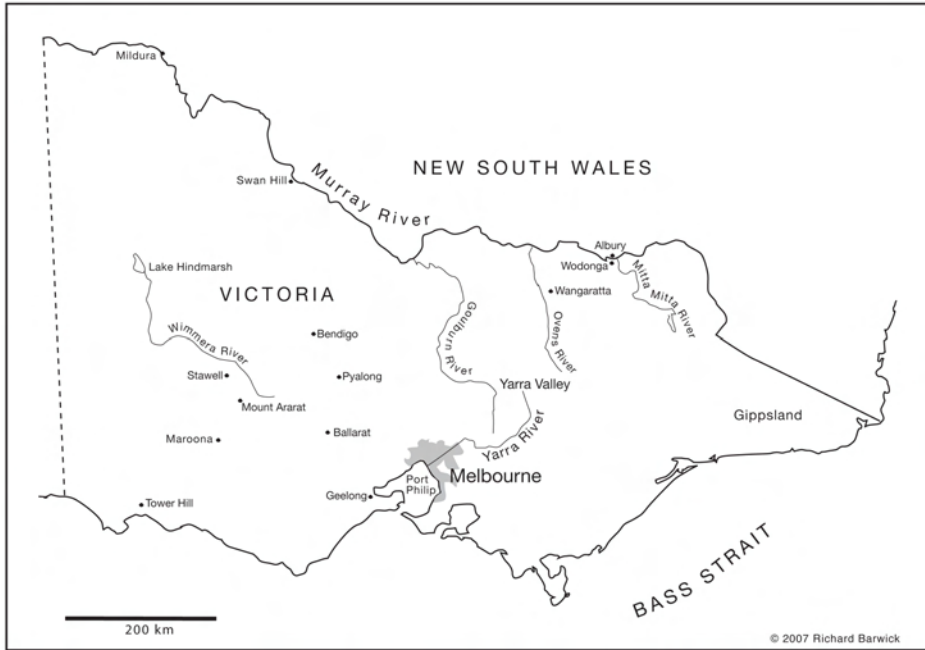 Mildura
NEW SOUTH WALES
Swan Hill
Murray River
Albury
Wodonga
Mitta Mitta River
Lake Hindmarsh
VICTORIA
Wangaratta
Goulburn River
Ovens River
Wimmera River
Bendigo
Stawell
Pyalong
Yarra Valley
Mount Ararat
Gippsland
Maroona
Ballarat
Yarra River
Port
Philip
Melbourne
Geelong
Tower Hill
BASS STRAIT
200 km
© 2007 Richard Barwick